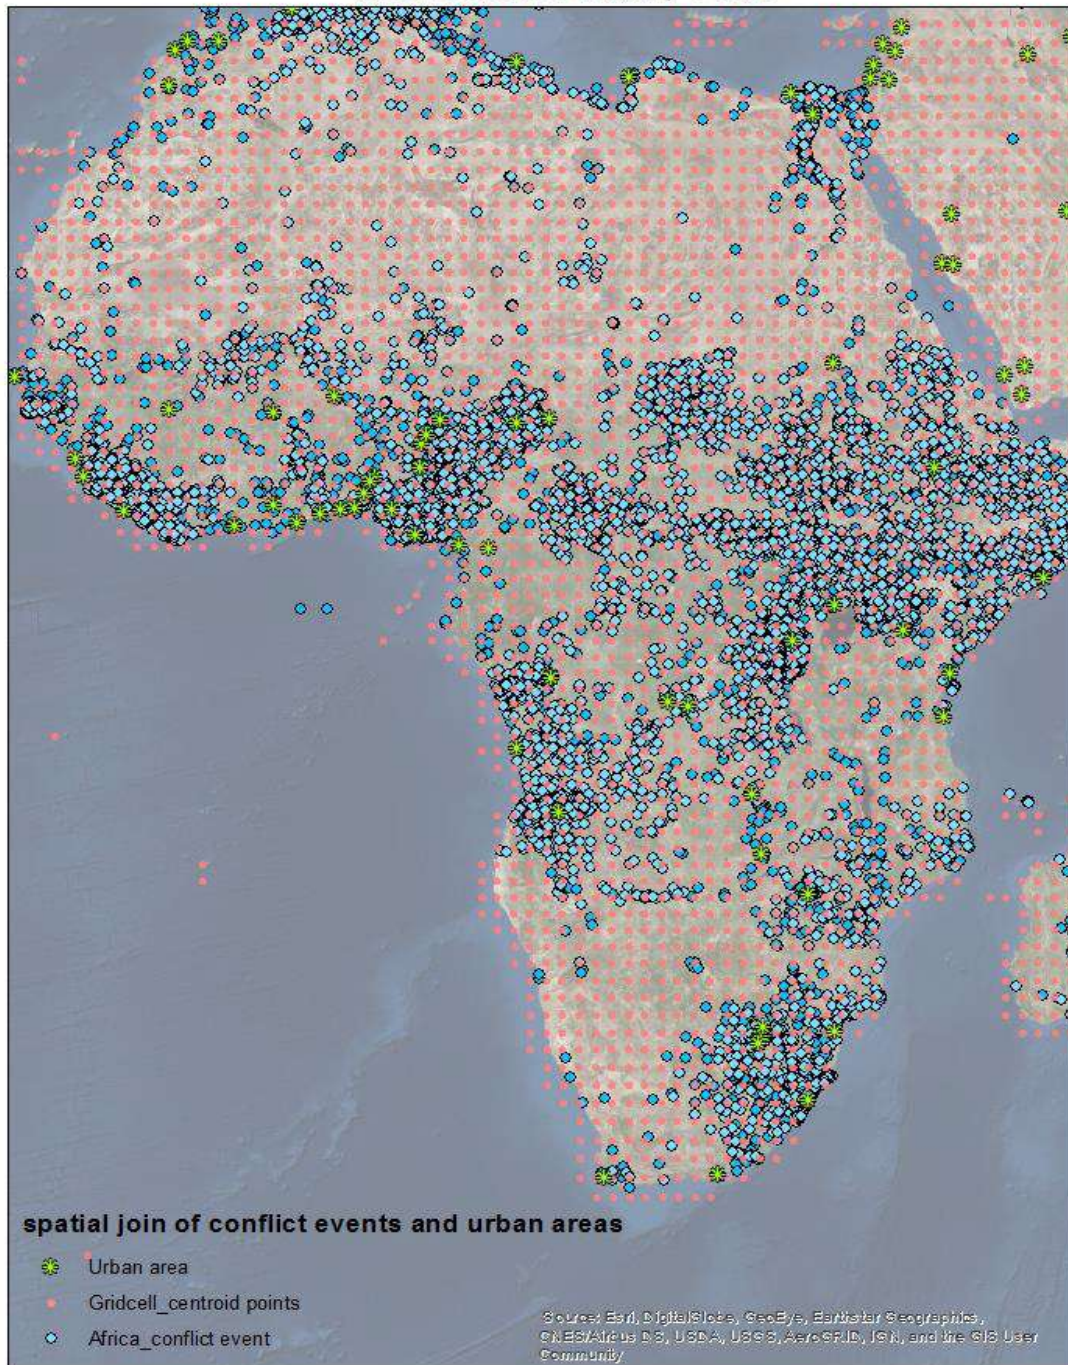 spatial join of conflict events and urban areas
Urban area
Gridcell_centroid points
Africa_conflict event
Source: Esri, DigitalGlobe, GeoEye, Earthstar Geographics,
CNES/Airbus DS, USDA, USGS, AeroGRID, IGN, and the GIS User
Community